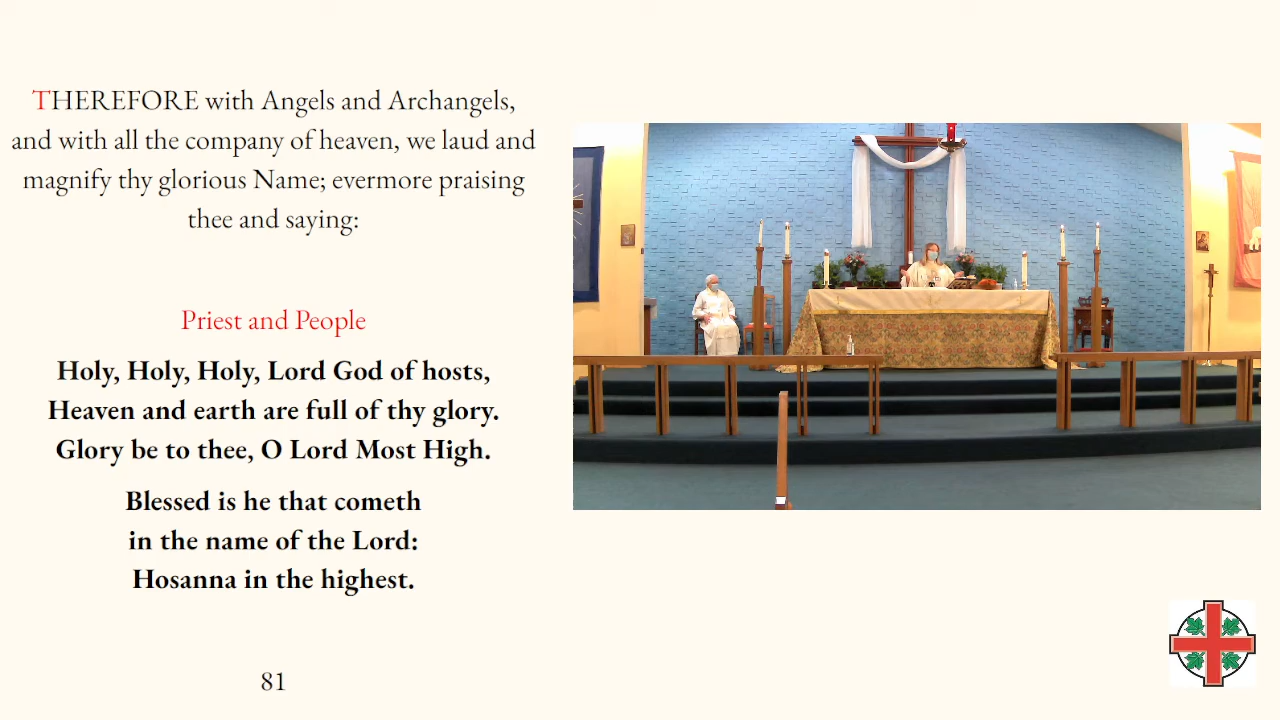 THEREFORE with Angels and Archangels,
and with all the company of heaven, we laud and
magnify thy glorious Name; evermore praising
thee and saying:
Priest and People
Holy, Holy, Holy, Lord God of hosts,
Heaven and earth are full of thy glory.
Glory be to thee, O Lord Most High.
Blessed is he that cometh
in the name of the Lord:
Hosanna in the highest.
81